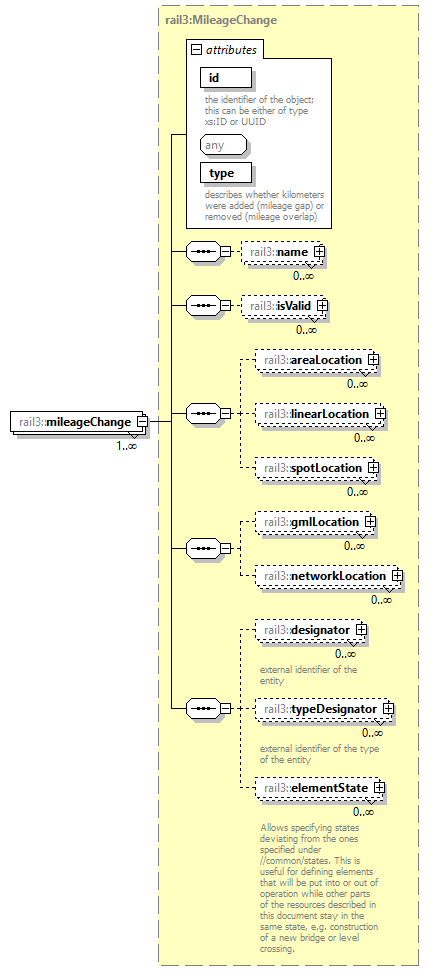 rail3:MileageChange
attributes
id
the identifier of the object;
this can be either of type
xs:ID or UUID
any
type
describes whether kilometers
were added (mileage gap) or
removed (mileage overlap)
rail3::name
0..∞
rail3::isValid
0..∞
rail3::areaLocation
0..∞
rail3::linearLocation
0..∞
rail3::mileageChange
1..∞
rail3::spotLocation
0..∞
rail3::gmlLocation
0..∞
rail3::networkLocation
0..∞
rail3::designator
0..∞
external identifier of the
entity
rail3::typeDesignator
0..∞
external identifier of the type
of the entity
rail3::elementState
0..∞
Allows specifying states
deviating from the ones
specified under
//common/states. This is
useful for defining elements
that will be put into or out of
operation while other parts
of the resources described in
this document stay in the
same state, e.g. construction
of a new bridge or level
crossing.